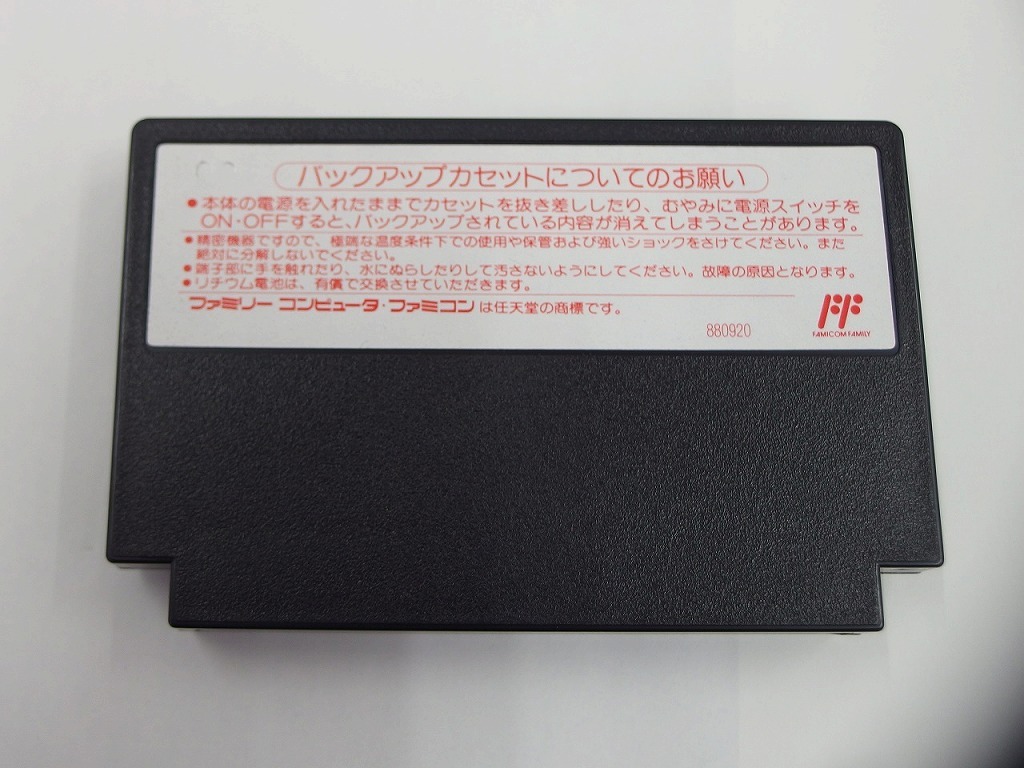 バックアップカセットについてのお願い
●本体の電源を入れたままでカセットを抜き差ししたり、むやみに電源スイッチを
ON・OFFすると、バックアップされている内容が消えてしまうことがあります。
●精密機器ですので、極端な温度条件下での使用や保管および強いショックをさけてください。また
絶対に分解しないでください。
●端子部に手を触れたり、水にぬらしたりして汚さないようにしてください。故障の原因となります。
●リチウム電池は、有償で交換させていただきます。
ファミリー コンピュータ・ファミコンは任天堂の商標です。
880920
FF
FAMICOM FAMILY